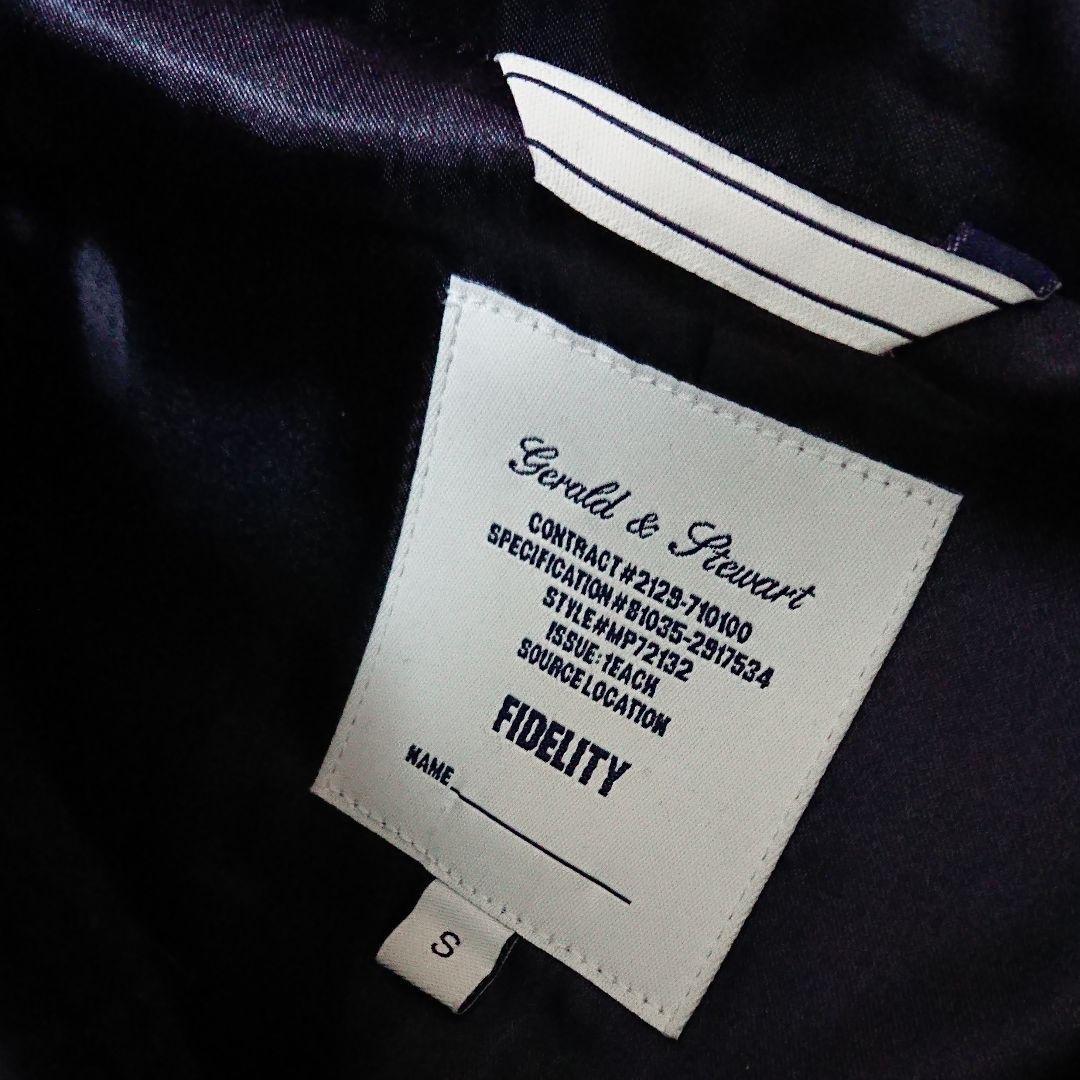 Gerald & Stewart
CONTRACT#2129-710100
SPECIFICATION#81035-2917534
STYLE#MP72132
ISSUE:1EACH
SOURCE LOCATION
FIDELITY
NAME
S